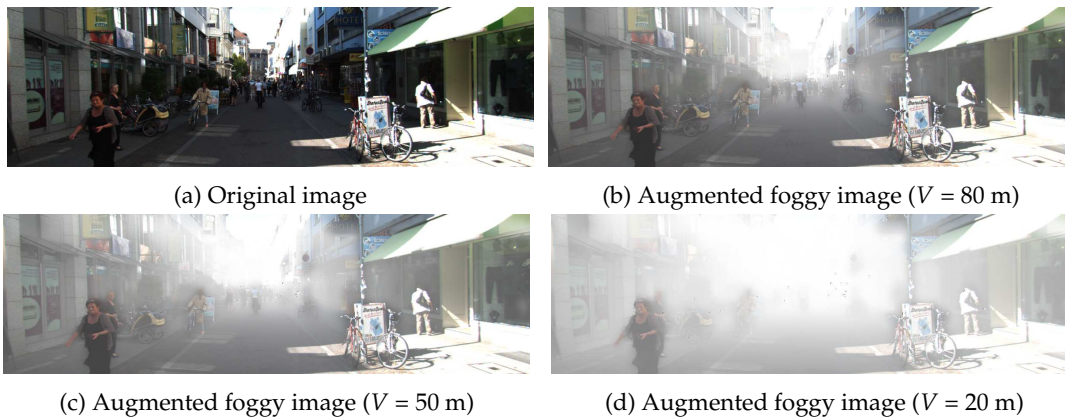 (a) Original image
(b) Augmented foggy image (V = 80 m)
(c) Augmented foggy image (V = 50 m)
(d) Augmented foggy image (V = 20 m)